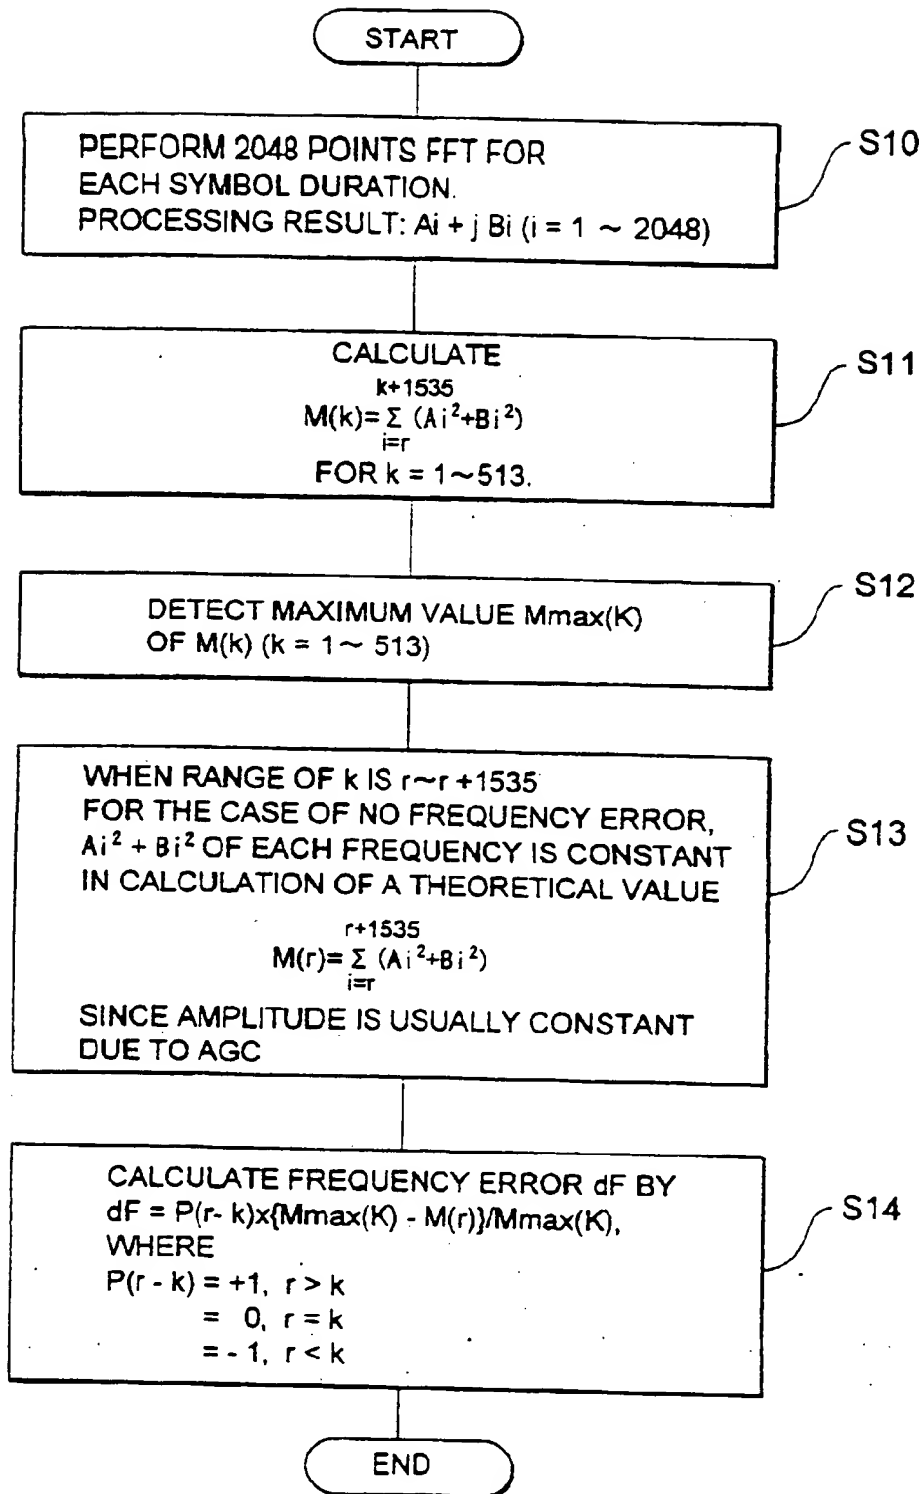 START
PERFORM 2048 POINTS FFT FOR
EACH SYMBOL DURATION.
PROCESSING RESULT: Ai + j Bi (i = 1 ~ 2048)
S10
CALCULATE
k+1535
M(k)= Σ (Ai²+Bi²)
i=r
FOR k = 1~513.
S11
DETECT MAXIMUM VALUE Mmax(K)
OF M(k) (k = 1~ 513)
S12
WHEN RANGE OF k IS r~r +1535
FOR THE CASE OF NO FREQUENCY ERROR,
Ai² + Bi² OF EACH FREQUENCY IS CONSTANT
IN CALCULATION OF A THEORETICAL VALUE
r+1535
M(r)= Σ (Ai²+Bi²)
i=r
SINCE AMPLITUDE IS USUALLY CONSTANT
DUE TO AGC
S13
CALCULATE FREQUENCY ERROR dF BY
dF = P(r- k)x{Mmax(K) - M(r)}/Mmax(K),
WHERE
P(r - k) = +1, r > k
= 0, r = k
= - 1, r < k
S14
END